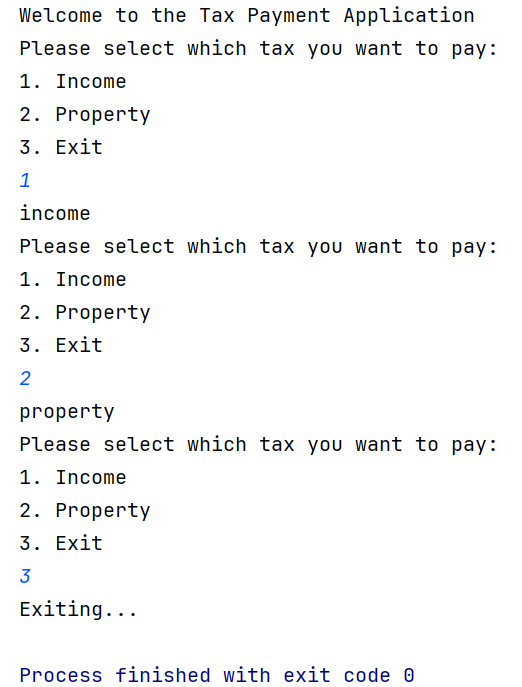 Welcome to the Tax Payment Application
Please select which tax you want to pay:
1. Income
2. Property
3. Exit
1
income
Please select which tax you want to pay:
1. Income
2. Property
3. Exit
2
property
Please select which tax you want to pay:
1. Income
2. Property
3. Exit
3
Exiting...
Process finished with exit code 0